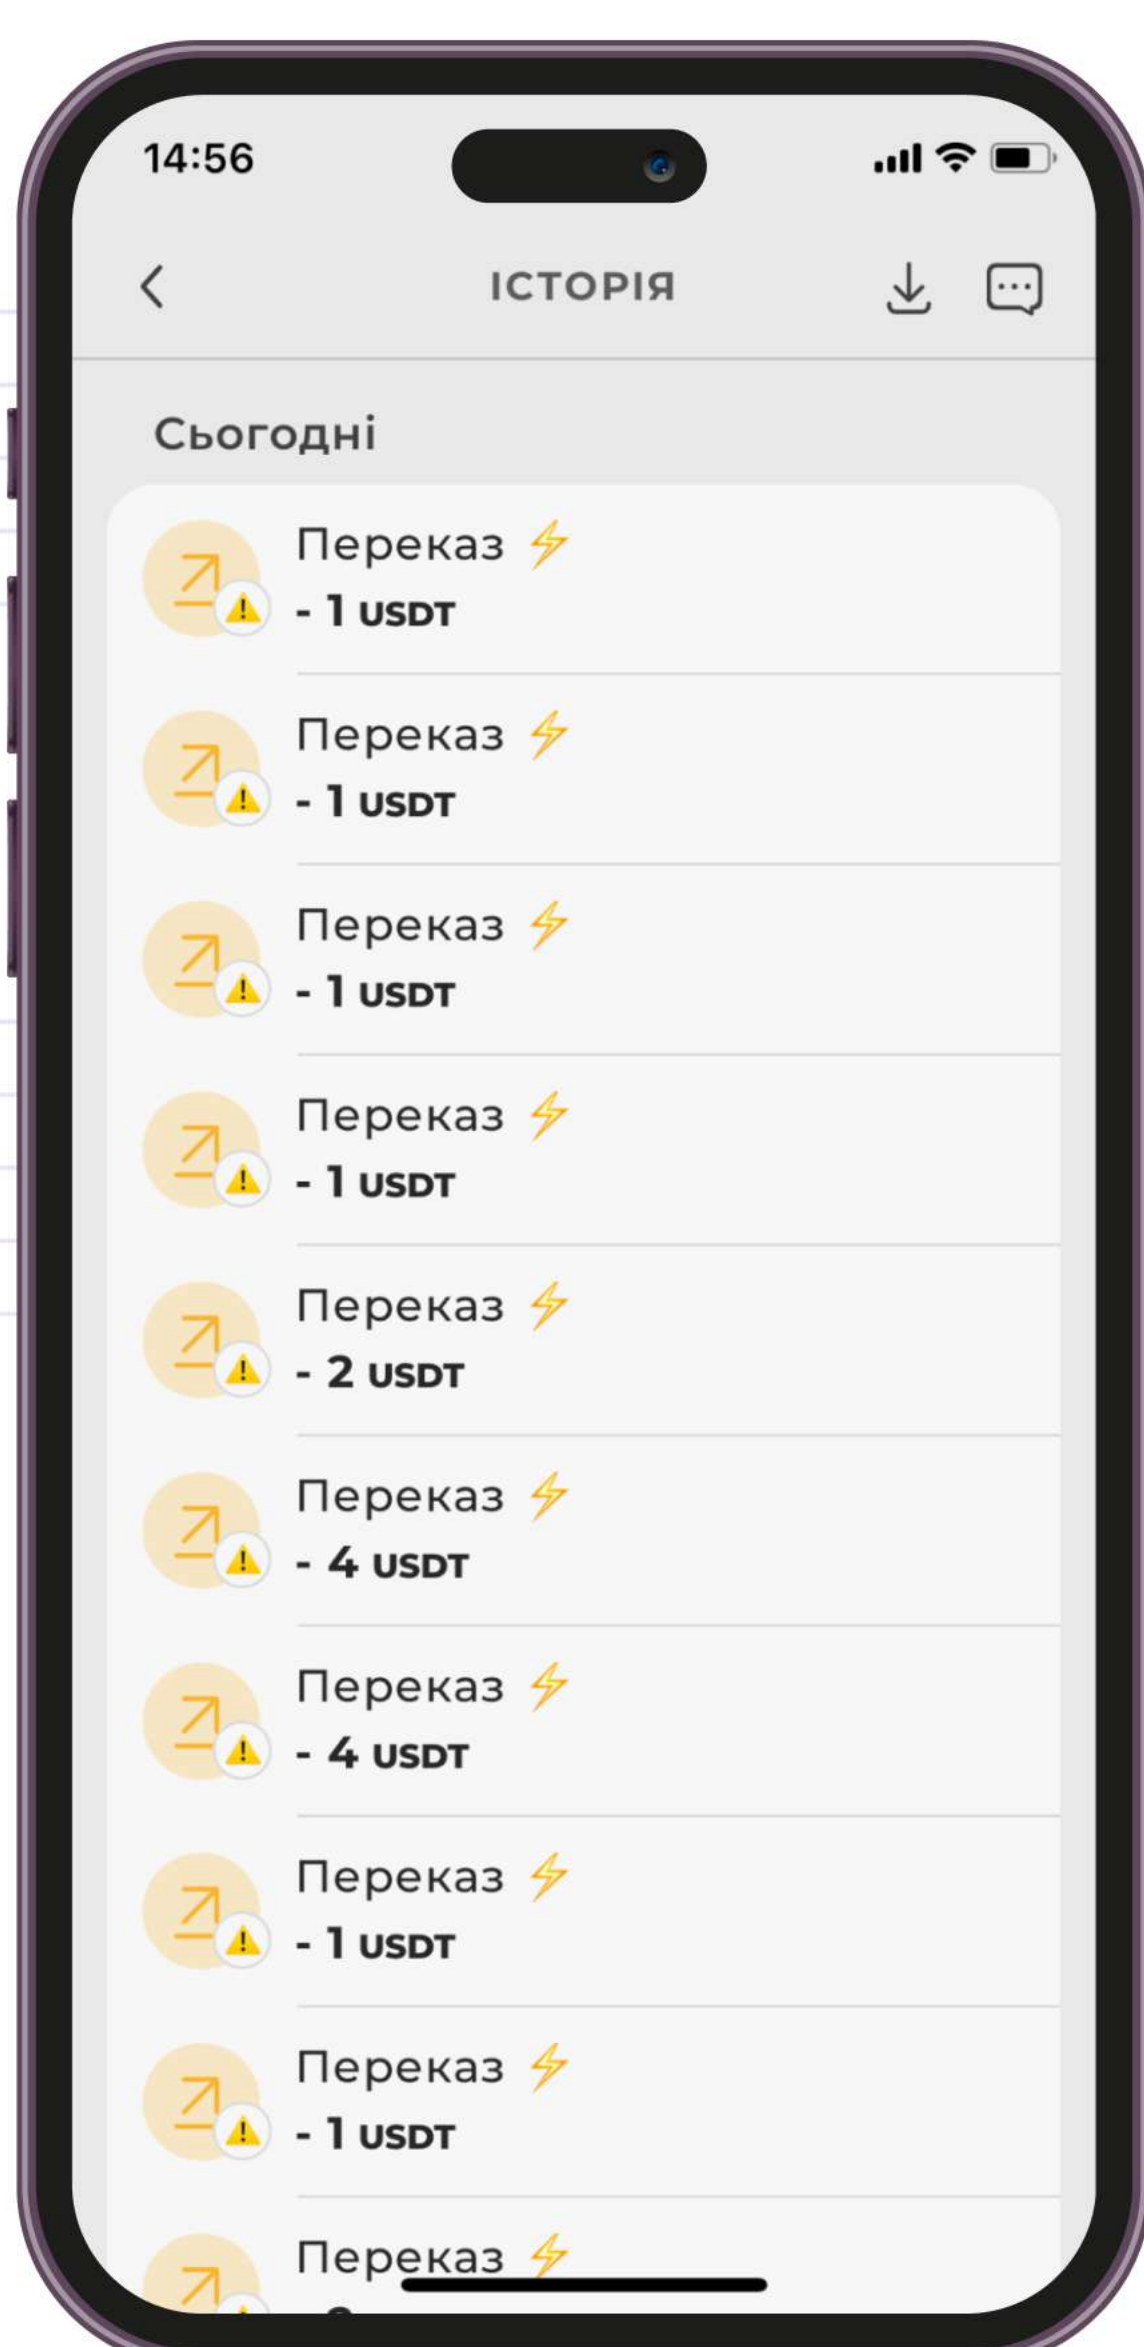 14:56
ІСТОРІЯ
Сьогодні
Переказ ⚡
- 1 USDT
Переказ ⚡
- 1 USDT
Переказ ⚡
- 1 USDT
Переказ ⚡
- 1 USDT
Переказ ⚡
- 2 USDT
Переказ ⚡
- 4 USDT
Переказ ⚡
- 4 USDT
Переказ ⚡
- 1 USDT
Переказ ⚡
- 1 USDT
Переказ ⚡